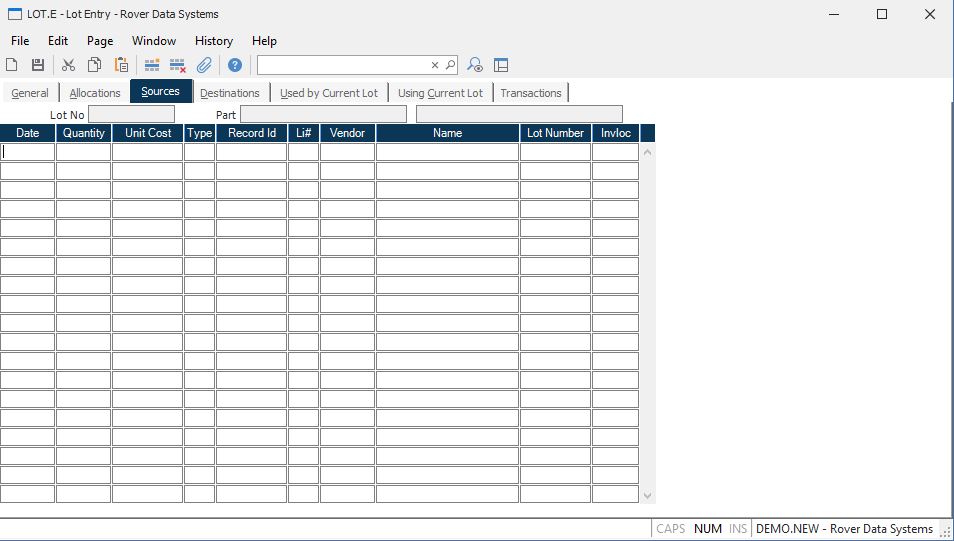 LOT.E - Lot Entry - Rover Data Systems
File Edit Page Window History Help
General Allocations Sources Destinations Used by Current Lot Using Current Lot Transactions
Lot No Part
Date Quantity Unit Cost Type Record Id Li# Vendor Name Lot Number Invloc
CAPS NUM INS DEMO.NEW - Rover Data Systems